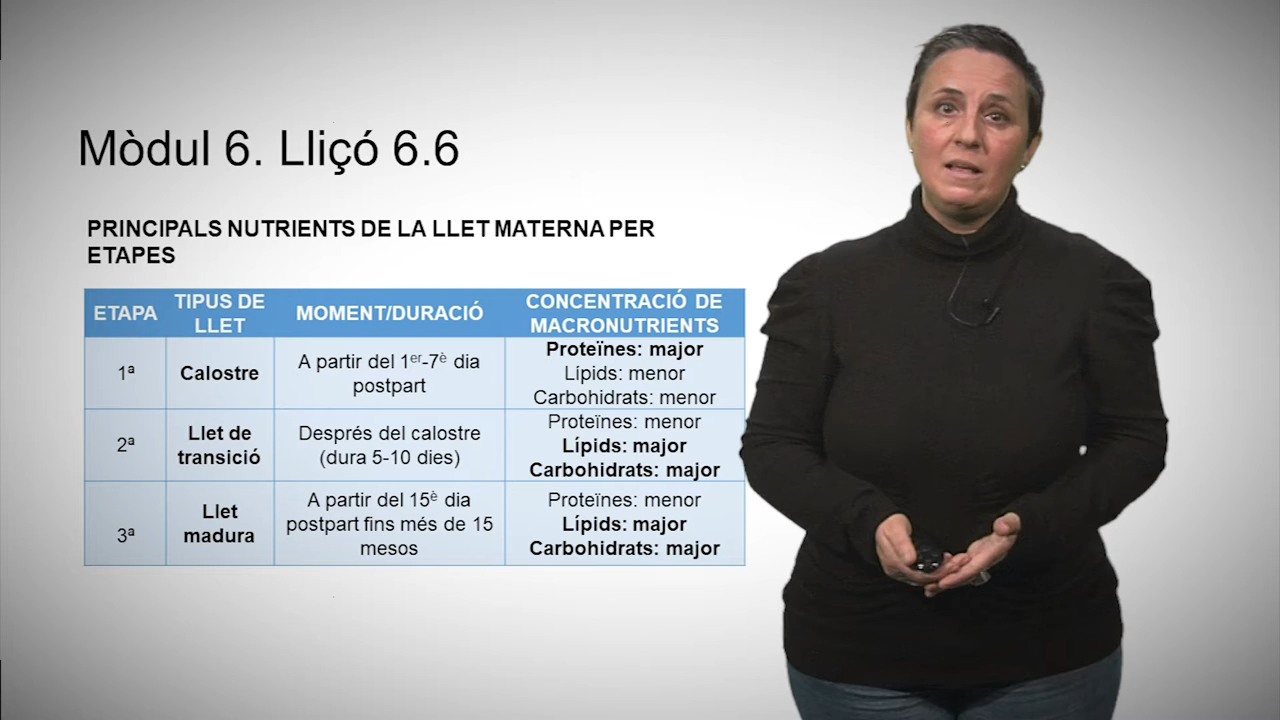 Mòdul 6. Lliçó 6.6
PRINCIPALS NUTRIENTS DE LA LLET MATERNA PER
ETAPES
ETAPA
TIPUS DE
LLET
MOMENT/DURACIÓ
CONCENTRACIÓ DE
MACRONUTRIENTS
1ª
Calostre
A partir del 1er-7è dia
postpart
Proteïnes: major
Lípids: menor
Carbohidrats: menor
2ª
Llet de
transició
Després del calostre
(dura 5-10 dies)
Proteïnes: menor
Lípids: major
Carbohidrats: major
3ª
Llet
madura
A partir del 15è dia
postpart fins més de 15
mesos
Proteïnes: menor
Lípids: major
Carbohidrats: major